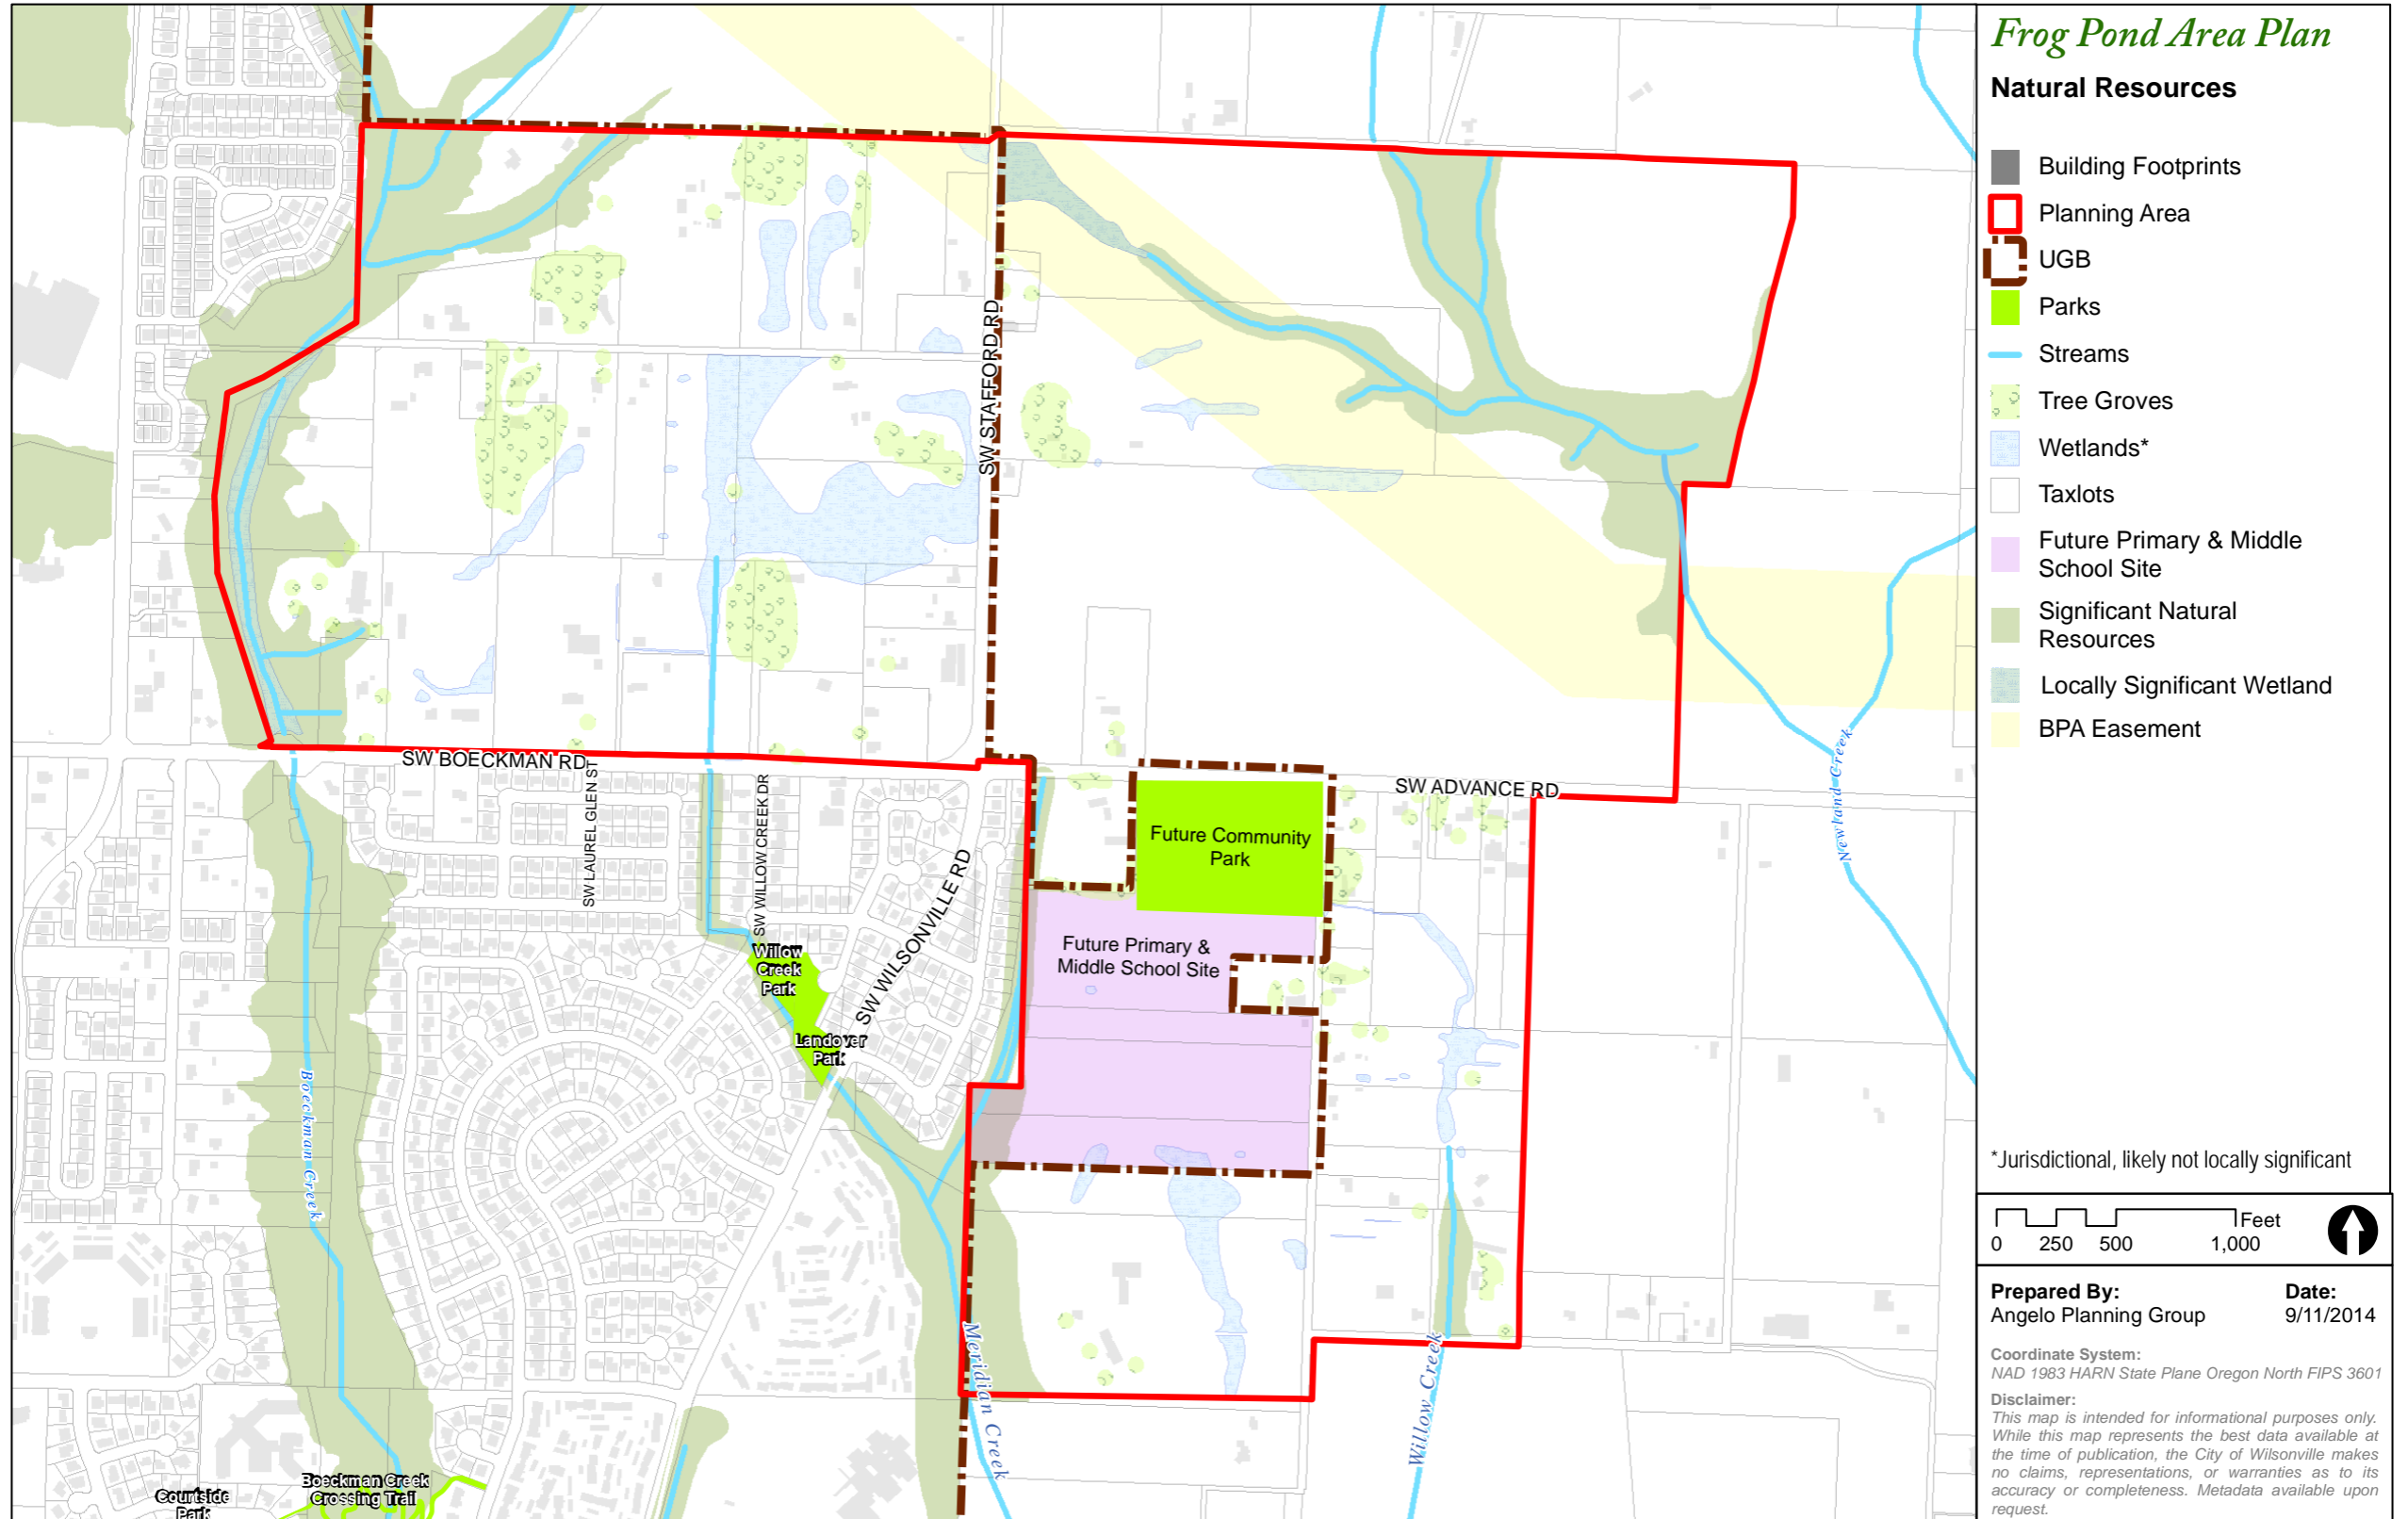 Frog Pond Area Plan
Natural Resources
Building Footprints
Planning Area
UGB
Parks
Streams
Tree Groves
Wetlands*
Taxlots
Future Primary & Middle
School Site
Significant Natural
Resources
Locally Significant Wetland
BPA Easement
*Jurisdictional, likely not locally significant
Feet
0 250 500 1,000
Prepared By:
Angelo Planning Group
Date:
9/11/2014
Coordinate System:
NAD 1983 HARN State Plane Oregon North FIPS 3601
Disclaimer:
This map is intended for informational purposes only.
While this map represents the best data available at
the time of publication, the City of Wilsonville makes
no claims, representations, or warranties as to its
accuracy or completeness. Metadata available upon
request.
SW STAFFORD RD
SW BOECKMAN RD
SW LAUREL GLEN ST
SW WILLOW CREEK DR
SW WILSONVILLE RD
SW ADVANCE RD
Future Community
Park
Future Primary &
Middle School Site
Willow
Creek
Park
Landover
Park
Newland Creek
Boeckman Creek
Meridian Creek
Willow Creek
Boeckman Creek
Crossing Trail
Courtside
Park